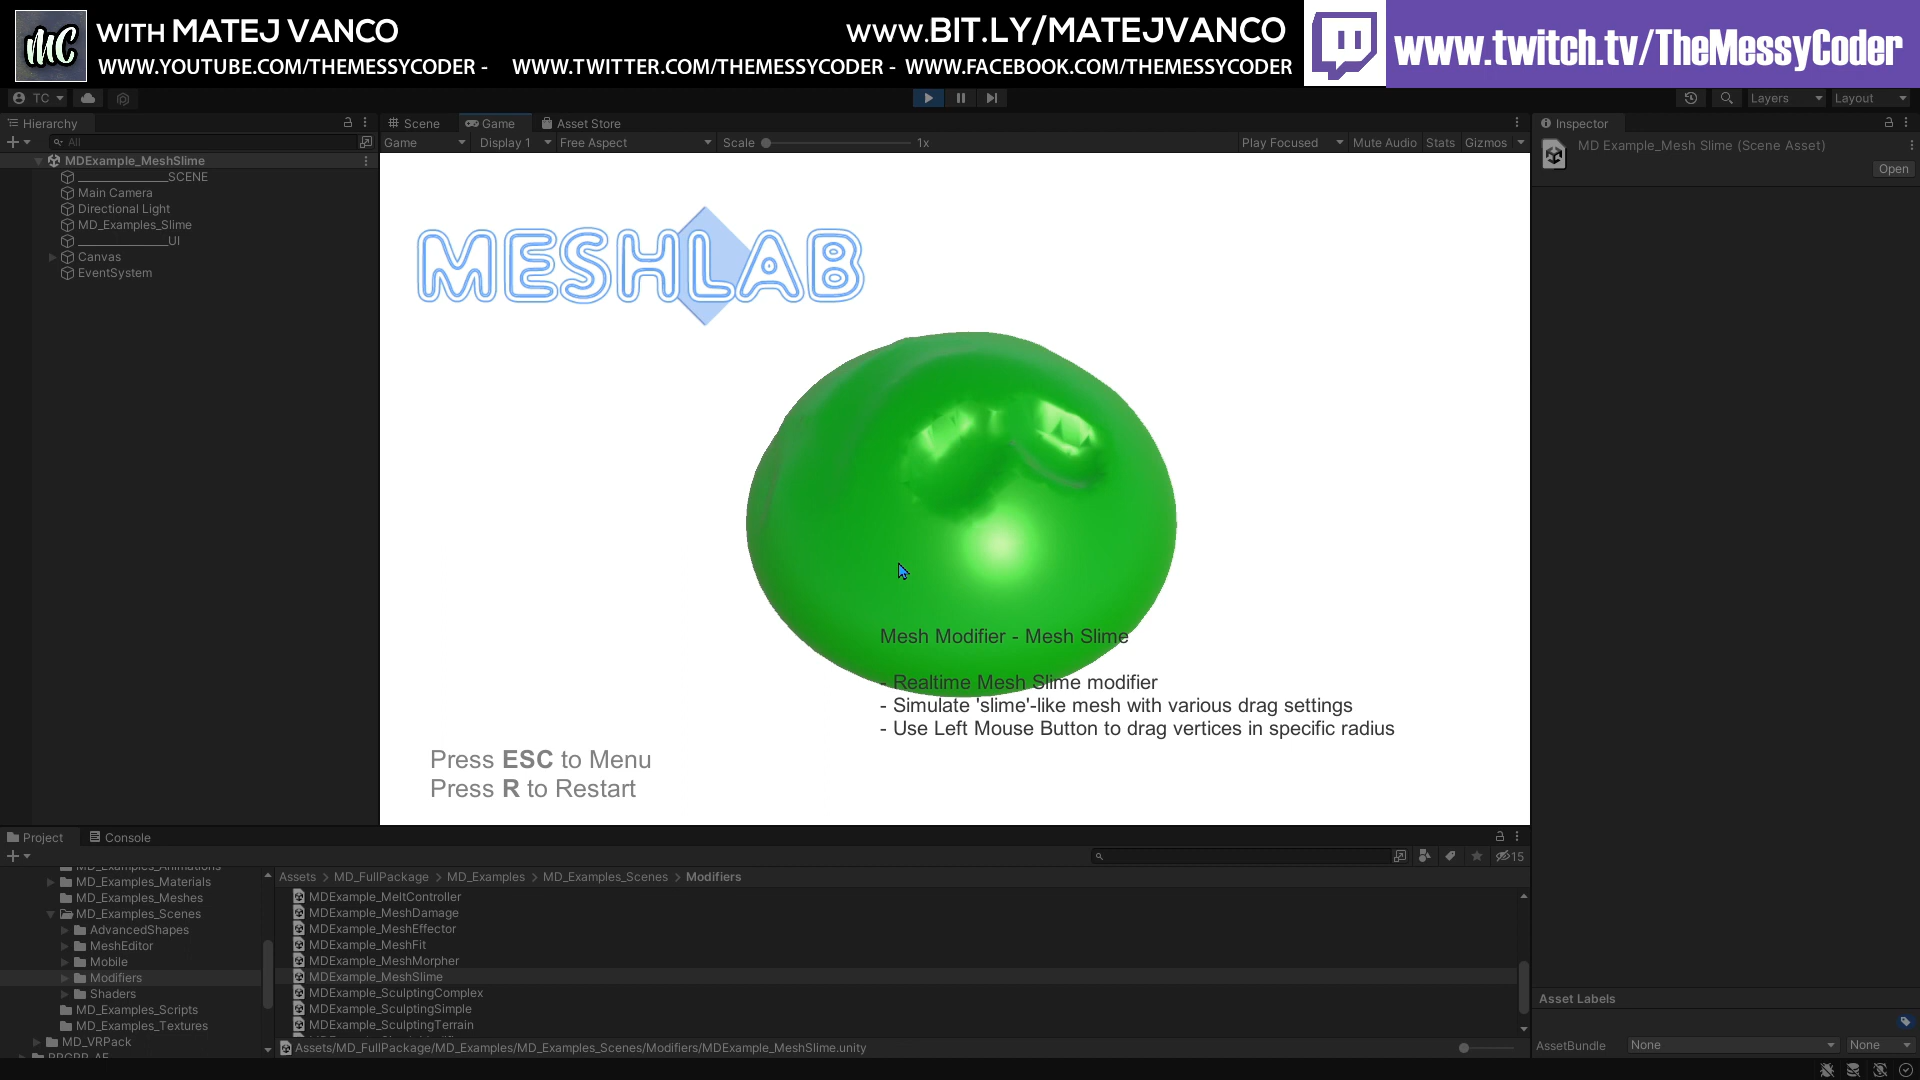 MC WITH MATEJ VANCO
WWW.BIT.LY/MATEJVANCO
WWW.YOUTUBE.COM/THEMESSYCODER - WWW.TWITTER.COM/THEMESSYCODER - WWW.FACEBOOK.COM/THEMESSYCODER
www.twitch.tv/TheMessyCoder
TC
Layers
Layout
Hierarchy
Scene
Game
Asset Store
Inspector
All
Game
Display 1
Free Aspect
Scale
1x
Play Focused
Mute Audio
Stats
Gizmos
MD Example_Mesh Slime (Scene Asset)
Open
MDExample_MeshSlime
______________SCENE
Main Camera
Directional Light
MD_Examples_Slime
______________UI
Canvas
EventSystem
MESHLAB
Mesh Modifier - Mesh Slime
- Realtime Mesh Slime modifier
- Simulate 'slime'-like mesh with various drag settings
- Use Left Mouse Button to drag vertices in specific radius
Press ESC to Menu
Press R to Restart
Project
Console
15
MD_Examples_Animations
MD_Examples_Materials
MD_Examples_Meshes
MD_Examples_Scenes
AdvancedShapes
MeshEditor
Mobile
Modifiers
Shaders
MD_Examples_Scripts
MD_Examples_Textures
MD_VRPack
Assets > MD_FullPackage > MD_Examples > MD_Examples_Scenes > Modifiers
MDExample_MeltController
MDExample_MeshDamage
MDExample_MeshEffector
MDExample_MeshFit
MDExample_MeshMorpher
MDExample_MeshSlime
MDExample_SculptingComplex
MDExample_SculptingSimple
MDExample_SculptingTerrain
Assets/MD_FullPackage/MD_Examples/MD_Examples_Scenes/Modifiers/MDExample_MeshSlime.unity
Asset Labels
AssetBundle
None
None